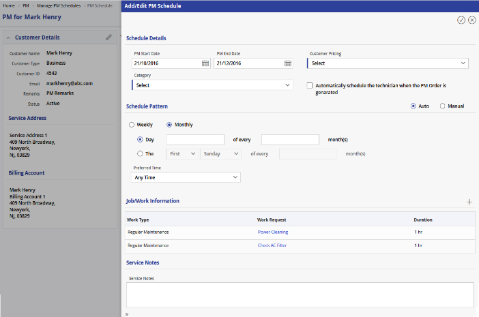 Home > PM > Manage PM Schedules > PM Schedule
PM for Mark Henry
Customer Details
Customer Name Mark Henry
Customer Type Business
Customer ID 4542
Email markhenry@abc.com
Remarks PM Remarks
Status Active
Service Address
Service Address 1
409 North Broadway,
Newyork,
NJ, 03829
Billing Account
Mark Henry
Billing Account 1
409 North Broadway,
Newyork,
NJ, 03829
Add/Edit PM Schedule
Schedule Details
PM Start Date PM End Date Customer Pricing
21/10/2016 21/12/2016 Select
Category
Select
Automatically schedule the technician when the PM Order is
generated
Schedule Pattern
Auto Manual
Weekly Monthly
Day of every month(s)
The First Sunday of every month(s)
Preferred Time
Any Time
Job/Work Information
Work Type Work Request Duration
Regular Maintenance Power Cleaning 1 hr
Regular Maintenance Clean AC Filter 1 hr
Service Notes
Service Notes